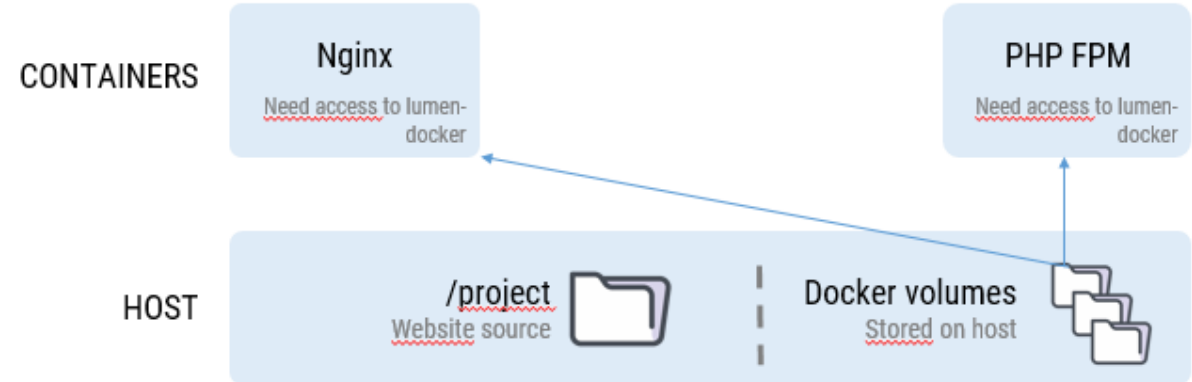 CONTAINERS
Nginx
Need access to lumen-
docker
PHP FPM
Need access to lumen-
docker
HOST
/project
Website source
Docker volumes
Stored on host